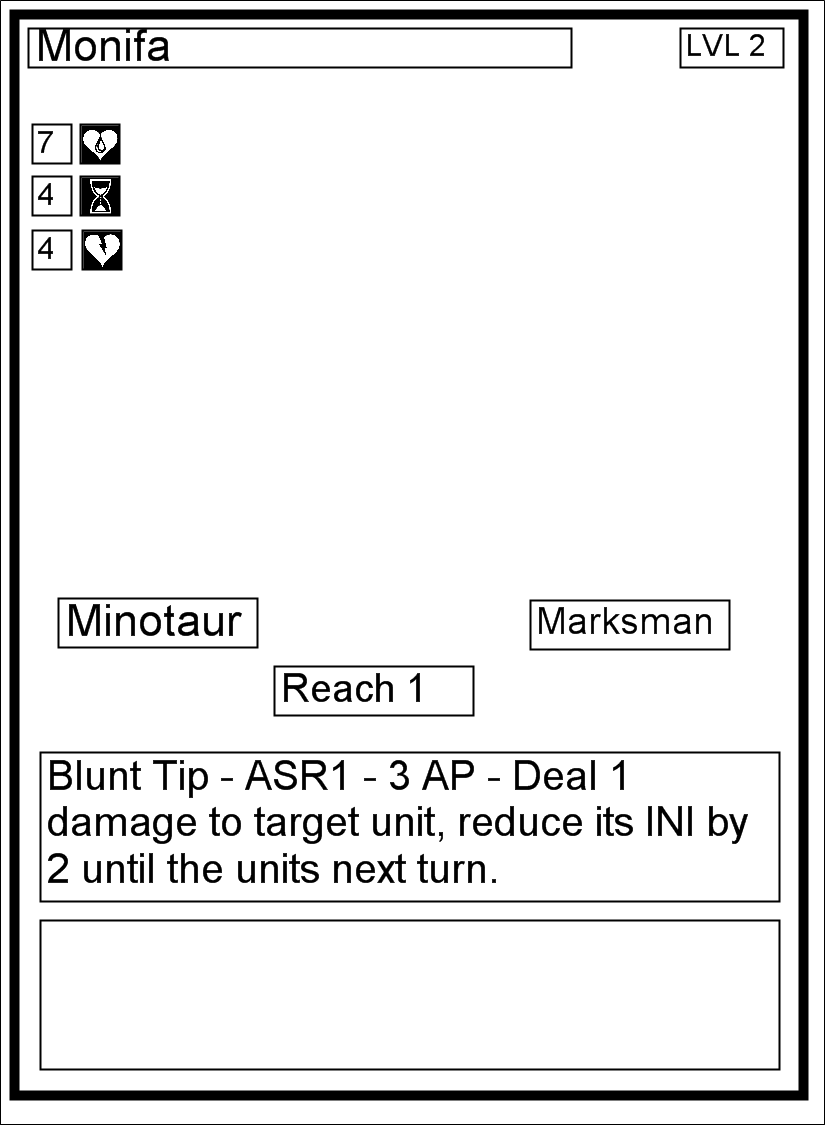 Monifa
LVL 2
7
4
4
Minotaur
Marksman
Reach 1
Blunt Tip - ASR1 - 3 AP - Deal 1
damage to target unit, reduce its INI by
2 until the units next turn.